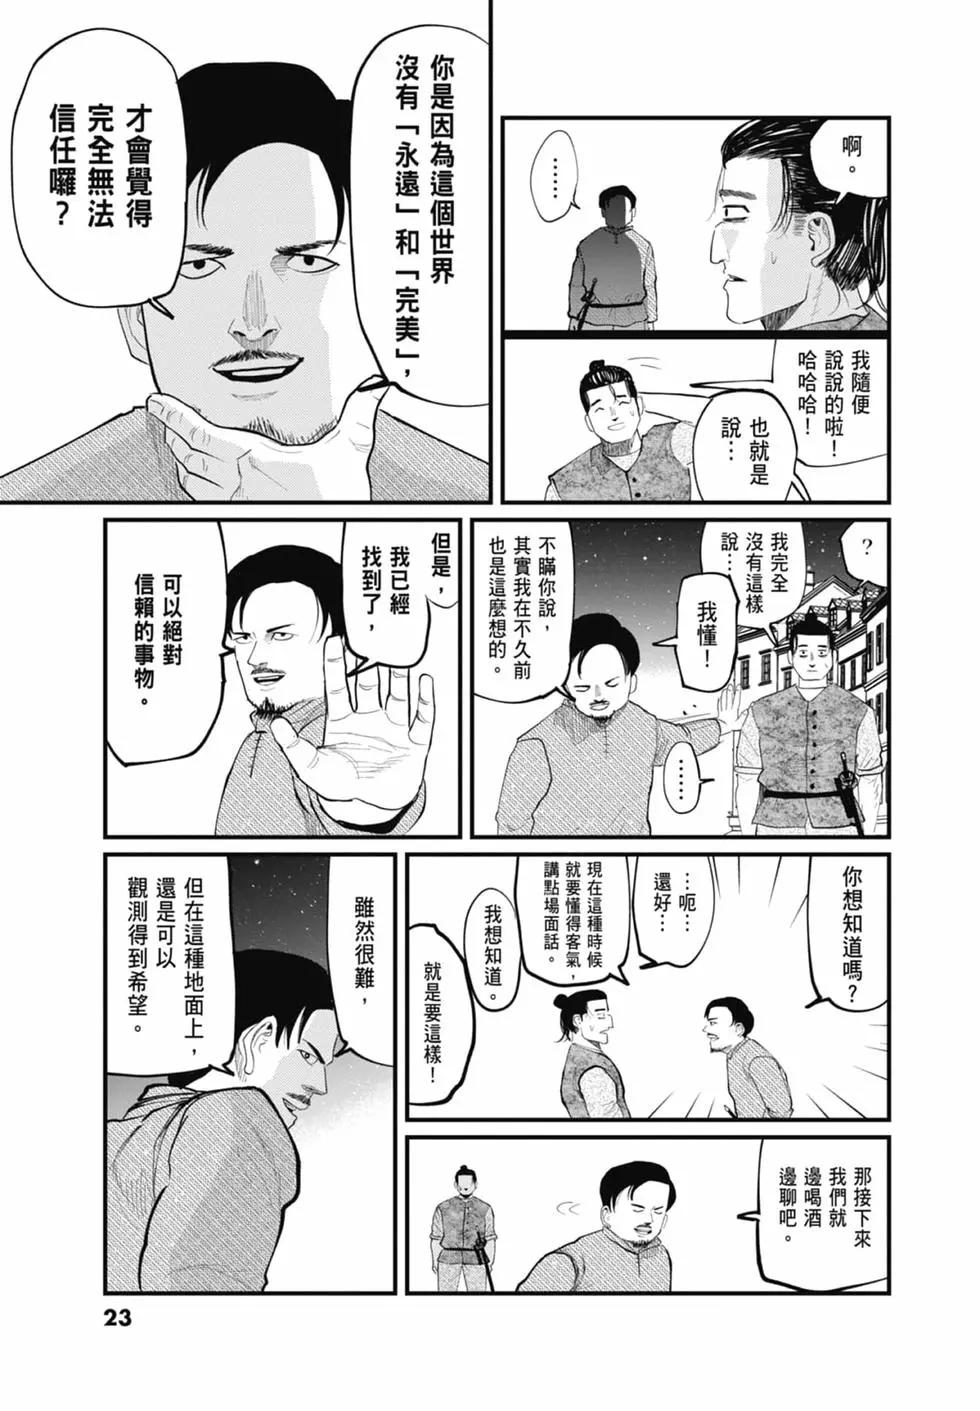 啊。
……
我隨便
說說的啦！
哈哈哈！
也就是
說…
你是因為這個世界
沒有「永遠」和「完美」，
才會覺得
完全無法
信任囉？
？
我完全
沒有這樣
說…
我懂！
……
不瞞你說，
其實我在不久前
也是這麼想的。
但是，
我已經
找到了，
可以絕對
信賴的事物。
你想知道嗎？
…呃…
還好…
現在這種時候
就要懂得客氣，
講點場面話。
我想知道。
就是要這樣！
那接下來
我們就
邊喝酒
邊聊吧。
雖然很難，
但在這種地面上，
還是可以
觀測得到希望。
23